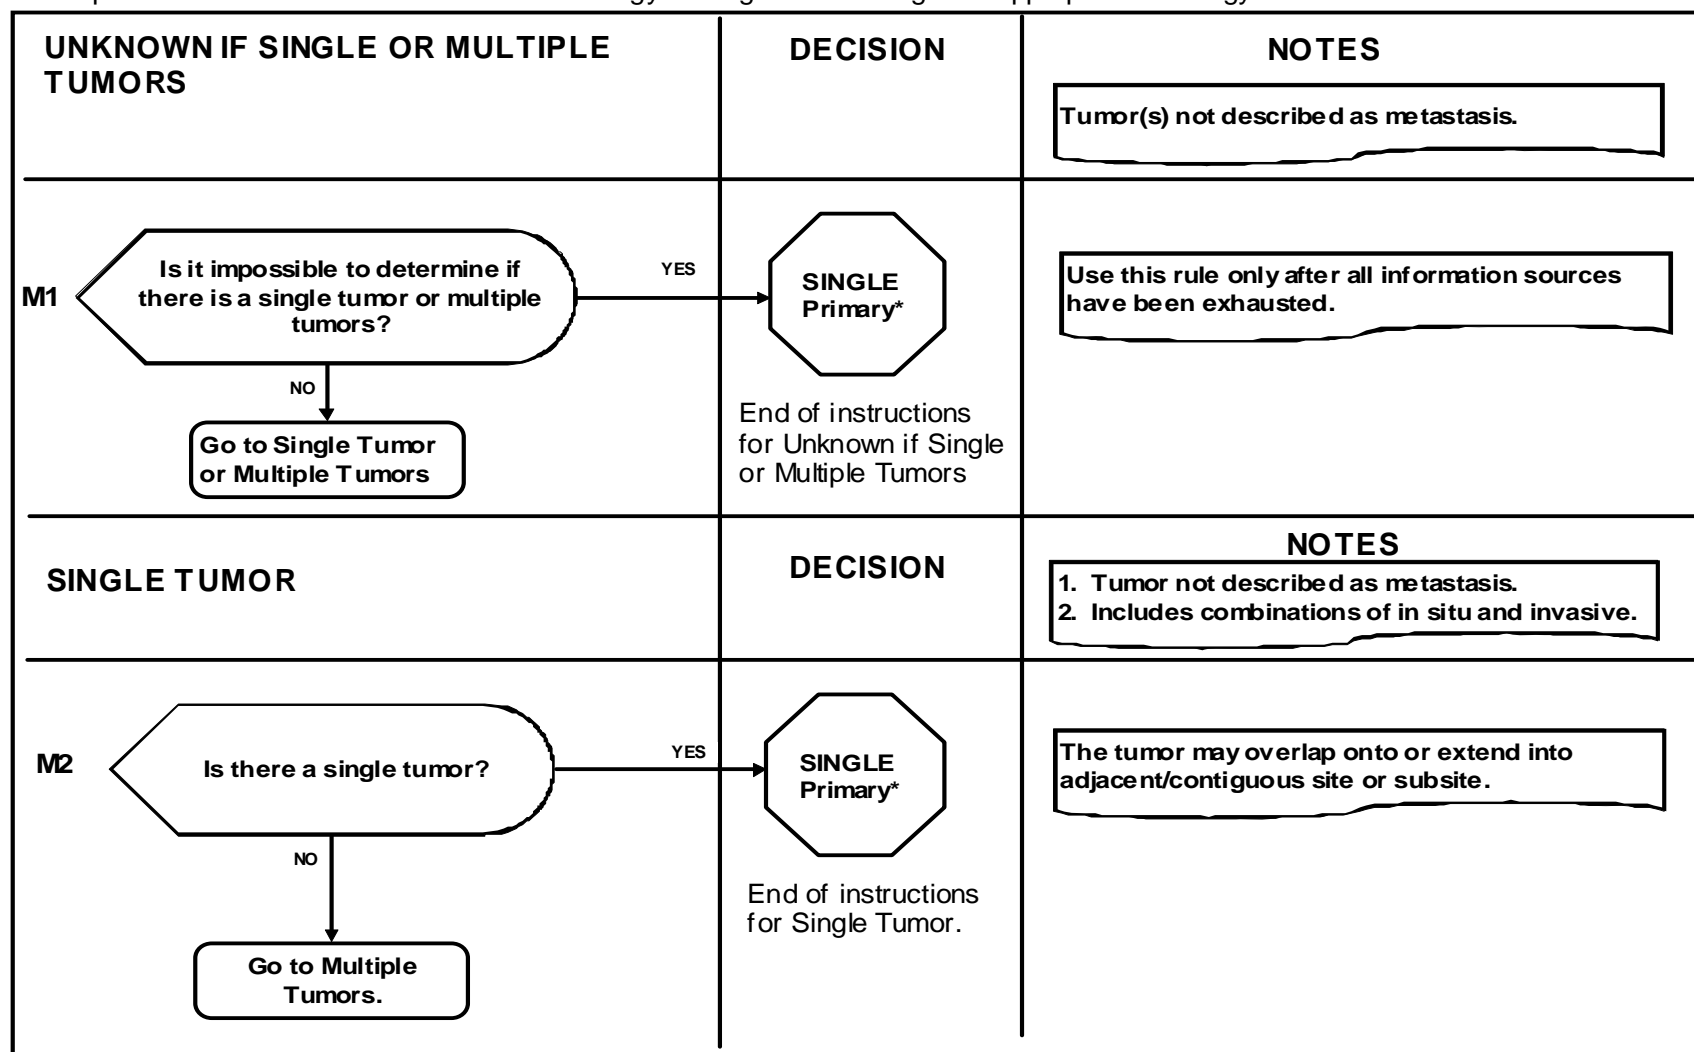 UNKNOWN IF SINGLE OR MULTIPLE
TUMORS
DECISION
NOTES
Tumor(s) not described as metastasis.
M1
Is it impossible to determine if
there is a single tumor or multiple
tumors?
YES
SINGLE
Primary*
Use this rule only after all information sources
have been exhausted.
NO
Go to Single Tumor
or Multiple Tumors
End of instructions
for Unknown if Single
or Multiple Tumors
SINGLE TUMOR
DECISION
NOTES
1. Tumor not described as metastasis.
2. Includes combinations of in situ and invasive.
M2
Is there a single tumor?
YES
SINGLE
Primary*
The tumor may overlap onto or extend into
adjacent/contiguous site or subsite.
NO
Go to Multiple
Tumors.
End of instructions
for Single Tumor.